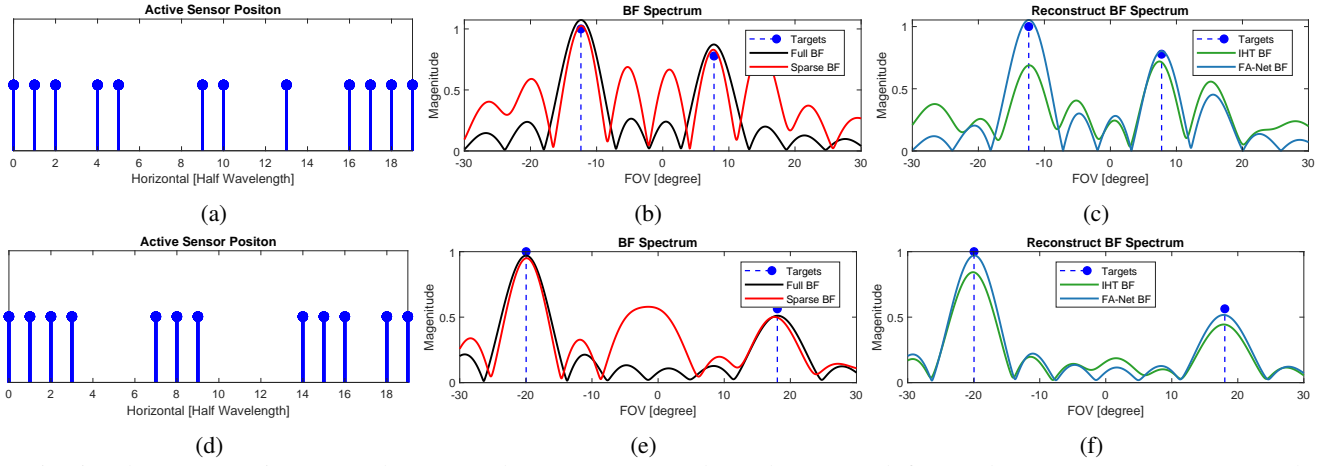 Active Sensor Positon
0 2 4 6 8 10 12 14 16 18
Horizontal [Half Wavelength]
(a)
BF Spectrum
Magnitude
1
0.5
0
Targets
Full BF
Sparse BF
-30 -20 -10 0 10 20 30
FOV [degree]
(b)
Reconstruct BF Spectrum
Magnitude
1
0.5
0
Targets
IHT BF
FA-Net BF
-30 -20 -10 0 10 20 30
FOV [degree]
(c)
Active Sensor Positon
0 2 4 6 8 10 12 14 16 18
Horizontal [Half Wavelength]
(d)
BF Spectrum
Magnitude
1
0.5
0
Targets
Full BF
Sparse BF
-30 -20 -10 0 10 20 30
FOV [degree]
(e)
Reconstruct BF Spectrum
Magnitude
1
0.5
0
Targets
IHT BF
FA-Net BF
-30 -20 -10 0 10 20 30
FOV [degree]
(f)